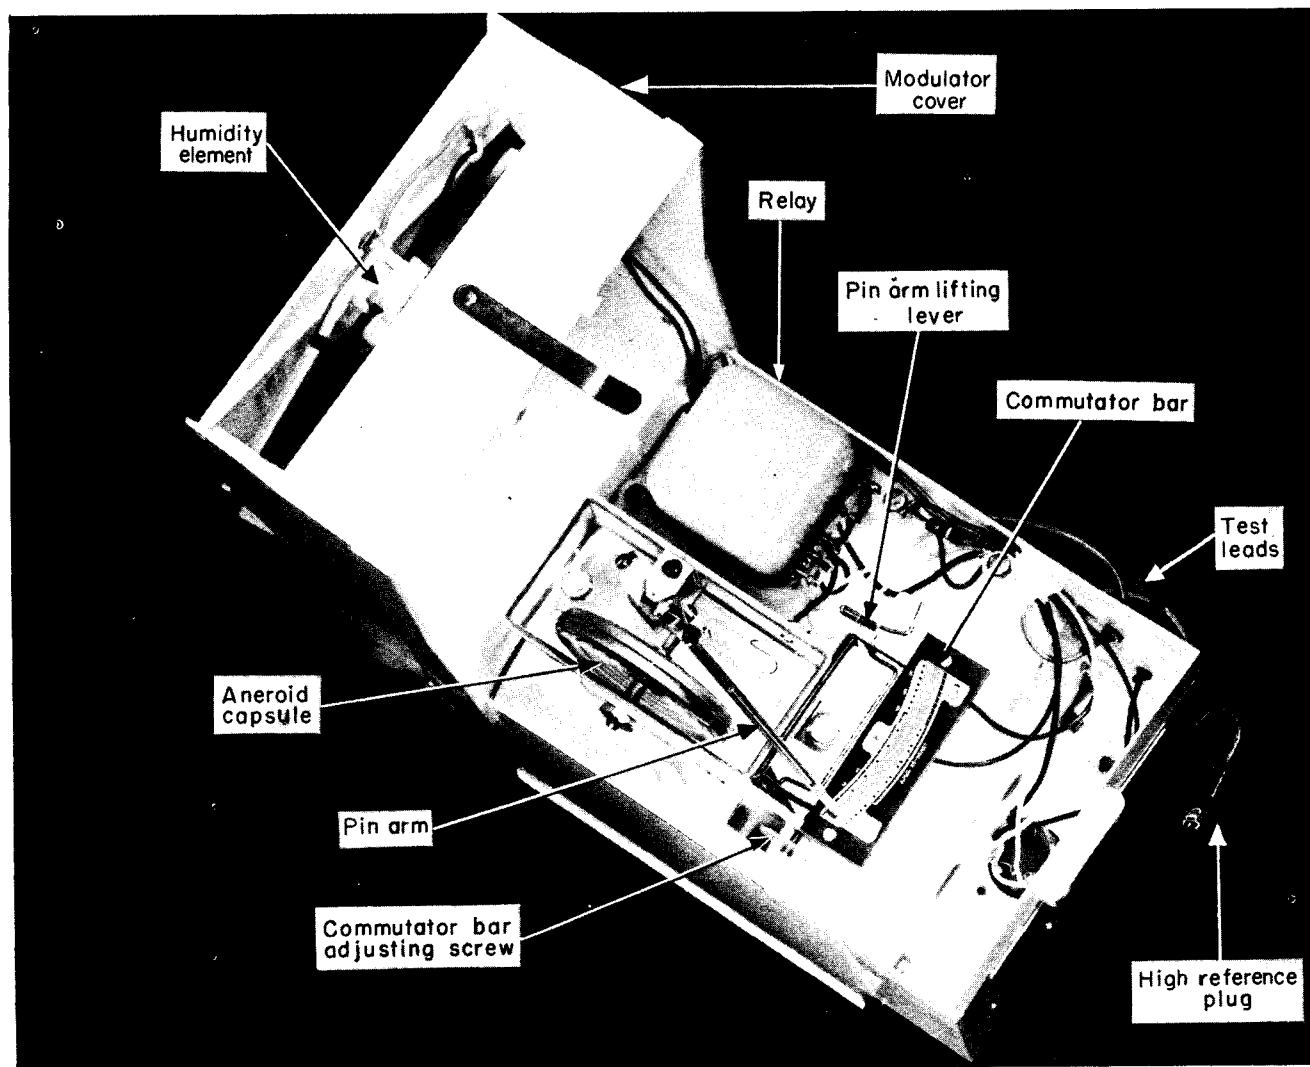 Modulator
cover
Humidity
element
Relay
Pin arm lifting
lever
Commutator bar
Test
leads
Aneroid
capsule
Pin arm
Commutator bar
adjusting screw
High reference
plug